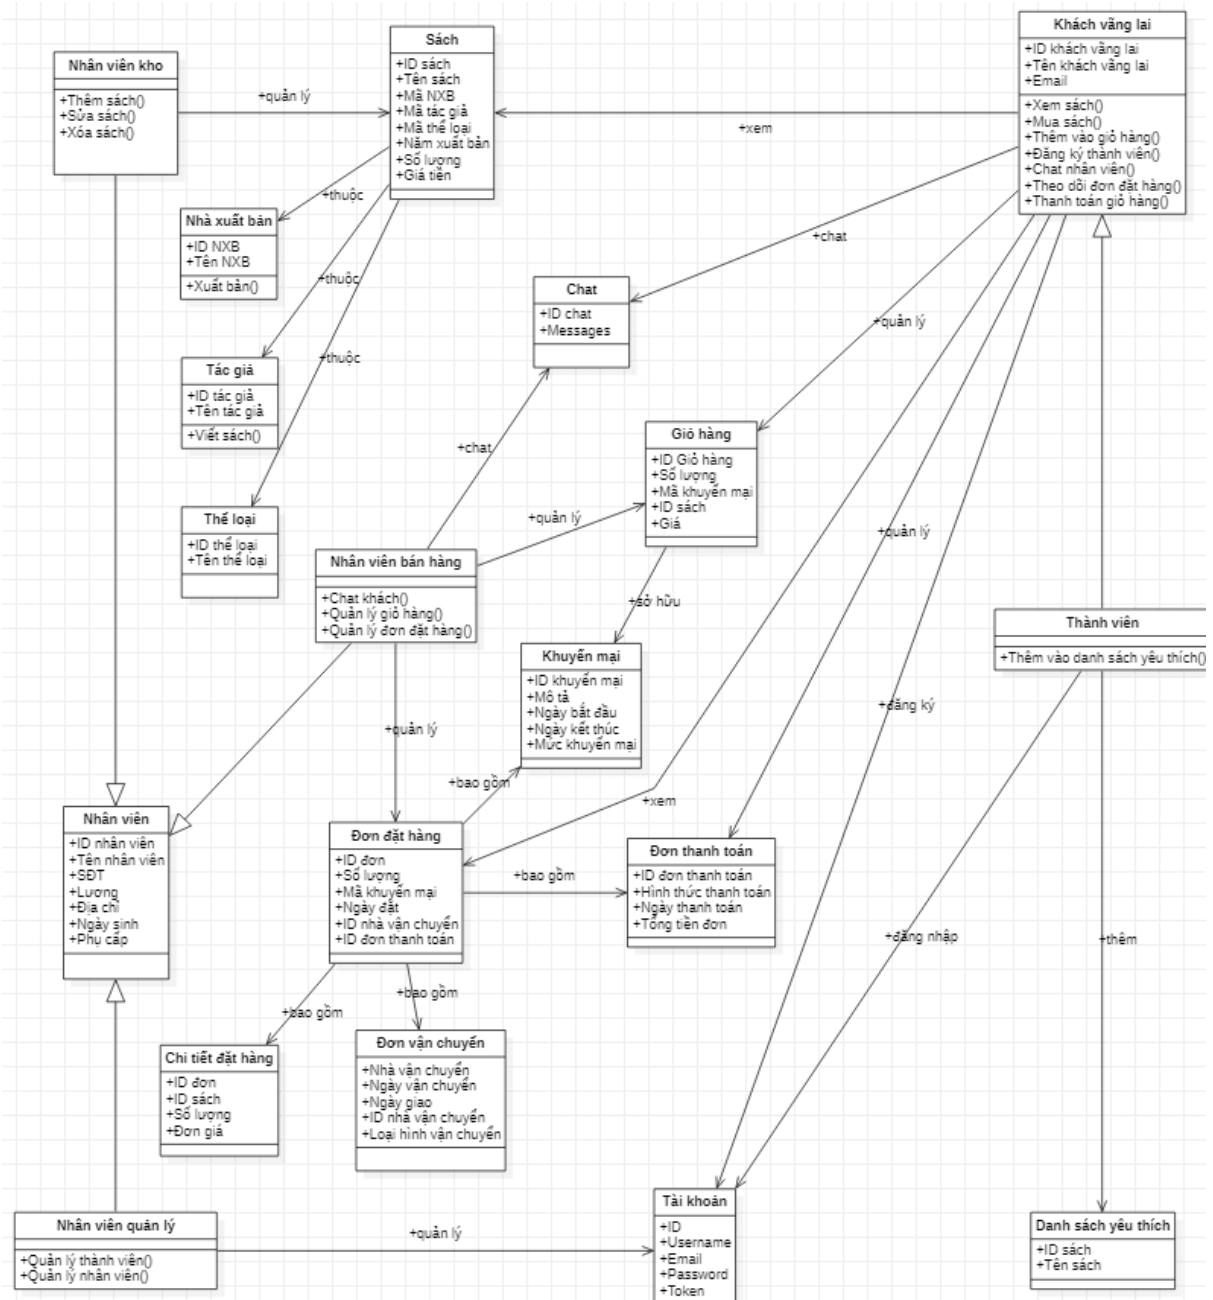 Nhân viên kho
+Thêm sách()
+Sửa sách()
+Xóa sách()
+quản lý
Sách
+ID sách
+Tên sách
+Mã NXB
+Mã tác giả
+Mã thể loại
+Năm xuất bản
+Số lượng
+Giá tiền
+xem
Khách vãng lai
+ID khách vãng lai
+Tên khách vãng lai
+Email
+Xem sách()
+Mua sách()
+Thêm vào giỏ hàng()
+Đăng ký thành viên()
+Chat nhân viên()
+Theo dõi đơn đặt hàng()
+Thanh toán giỏ hàng()
+thuộc
Nhà xuất bản
+ID NXB
+Tên NXB
+Xuất bản()
+thuộc
+chat
Chat
+ID chat
+Messages
+quản lý
+thuộc
Tác giả
+ID tác giả
+Tên tác giả
+Viết sách()
+chat
Giỏ hàng
+ID Giỏ hàng
+Số lượng
+Mã khuyến mại
+ID sách
+Giá
Thể loại
+ID thể loại
+Tên thể loại
+quản lý
+quản lý
Nhân viên bán hàng
+Chat khách()
+Quản lý giỏ hàng()
+Quản lý đơn đặt hàng()
+sở hữu
Thành viên
+Thêm vào danh sách yêu thích()
Khuyến mại
+ID khuyến mại
+Mô tả
+Ngày bắt đầu
+Ngày kết thúc
+Mức khuyến mại
+quản lý
+đăng ký
+bao gồm
+xem
Nhân viên
+ID nhân viên
+Tên nhân viên
+SĐT
+Lương
+Địa chỉ
+Ngày sinh
+Phụ cấp
Đơn đặt hàng
+ID đơn
+Số lượng
+Mã khuyến mại
+Ngày đặt
+ID nhà vận chuyển
+ID đơn thanh toán
+bao gồm
Đơn thanh toán
+ID đơn thanh toán
+Hình thức thanh toán
+Ngày thanh toán
+Tổng tiền đơn
+đăng nhập
+thêm
+bao gồm
+bao gồm
Chi tiết đặt hàng
+ID đơn
+ID sách
+Số lượng
+Đơn giá
Đơn vận chuyển
+Nhà vận chuyển
+Ngày vận chuyển
+Ngày giao
+ID nhà vận chuyển
+Loại hình vận chuyển
Nhân viên quản lý
+Quản lý thành viên()
+Quản lý nhân viên()
+quản lý
Tài khoản
+ID
+Username
+Email
+Password
+Token
Danh sách yêu thích
+ID sách
+Tên sách